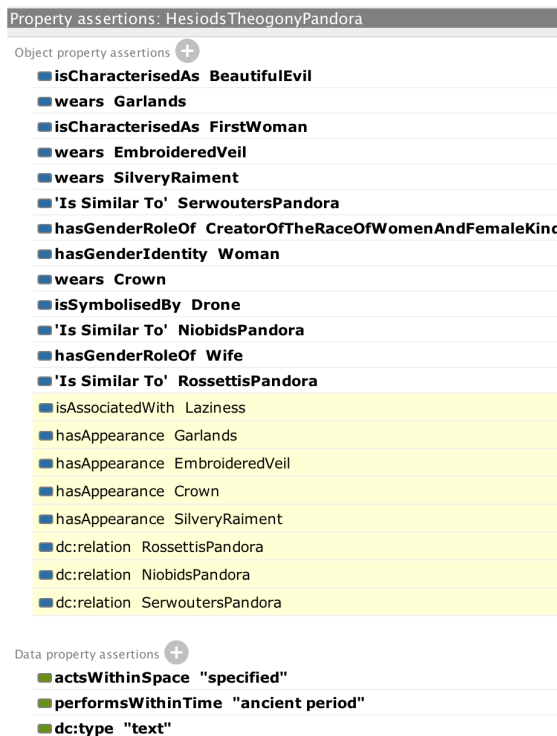 Property assertions: HesiodsTheogonyPandora
Object property assertions
isCharacterisedAs BeautifulEvil
wears Garlands
isCharacterisedAs FirstWoman
wears EmbroideredVeil
wears SilveryRaiment
'Is Similar To' SerwoutersPandora
hasGenderRoleOf CreatorOfTheRaceOfWomenAndFemaleKind
hasGenderIdentity Woman
wears Crown
isSymbolisedBy Drone
'Is Similar To' NiobidsPandora
hasGenderRoleOf Wife
'Is Similar To' RossettisPandora
isAssociatedWith Laziness
hasAppearance Garlands
hasAppearance EmbroideredVeil
hasAppearance Crown
hasAppearance SilveryRaiment
dc:relation RossettisPandora
dc:relation NiobidsPandora
dc:relation SerwoutersPandora
Data property assertions
actsWithinSpace "specified"
performsWithinTime "ancient period"
dc:type "text"